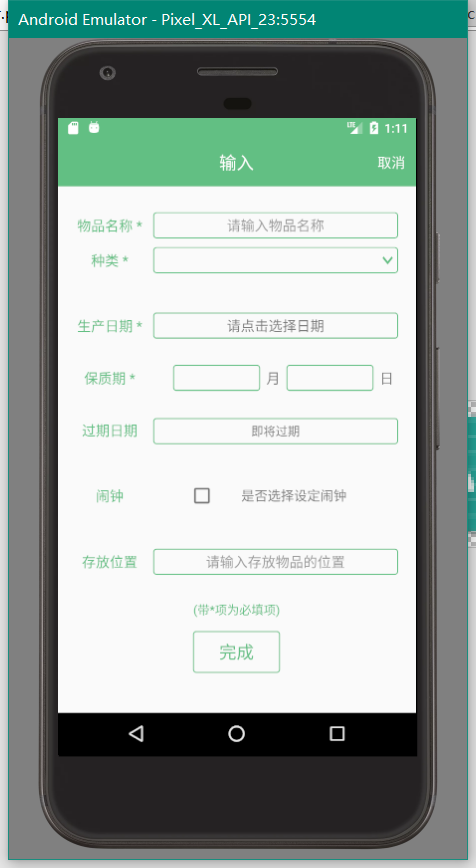 Android Emulator - Pixel_XL_API_23:5554
LTE 1:11
输入 取消
物品名称 * 请输入物品名称
种类 *
生产日期 * 请点击选择日期
保质期 * 月 日
过期日期 即将过期
闹钟 是否选择设定闹钟
存放位置 请输入存放物品的位置
(带*项为必填项)
完成